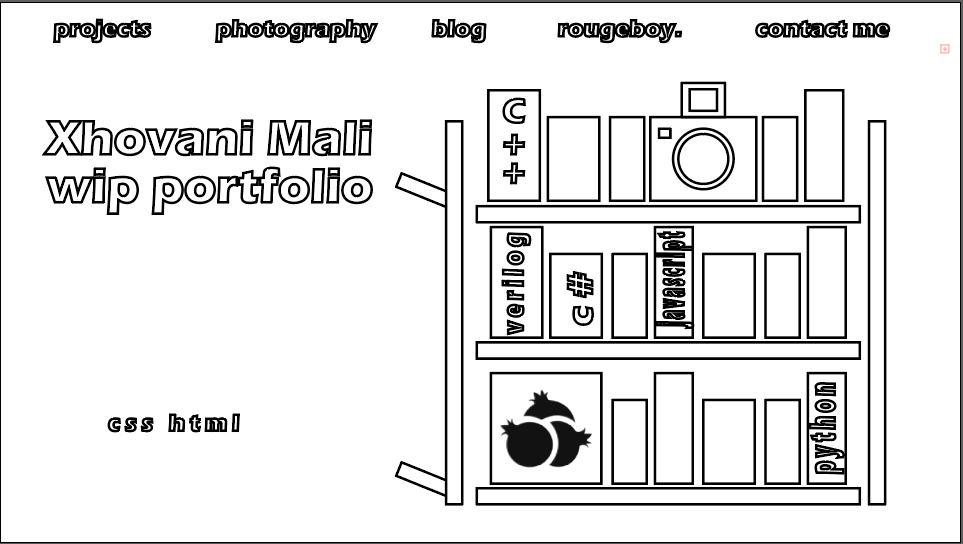 projects photography blog rougeboy. contact me
Xhovani Mali
wip portfolio
C
+
+
verilog
c #
javascript
css html
python